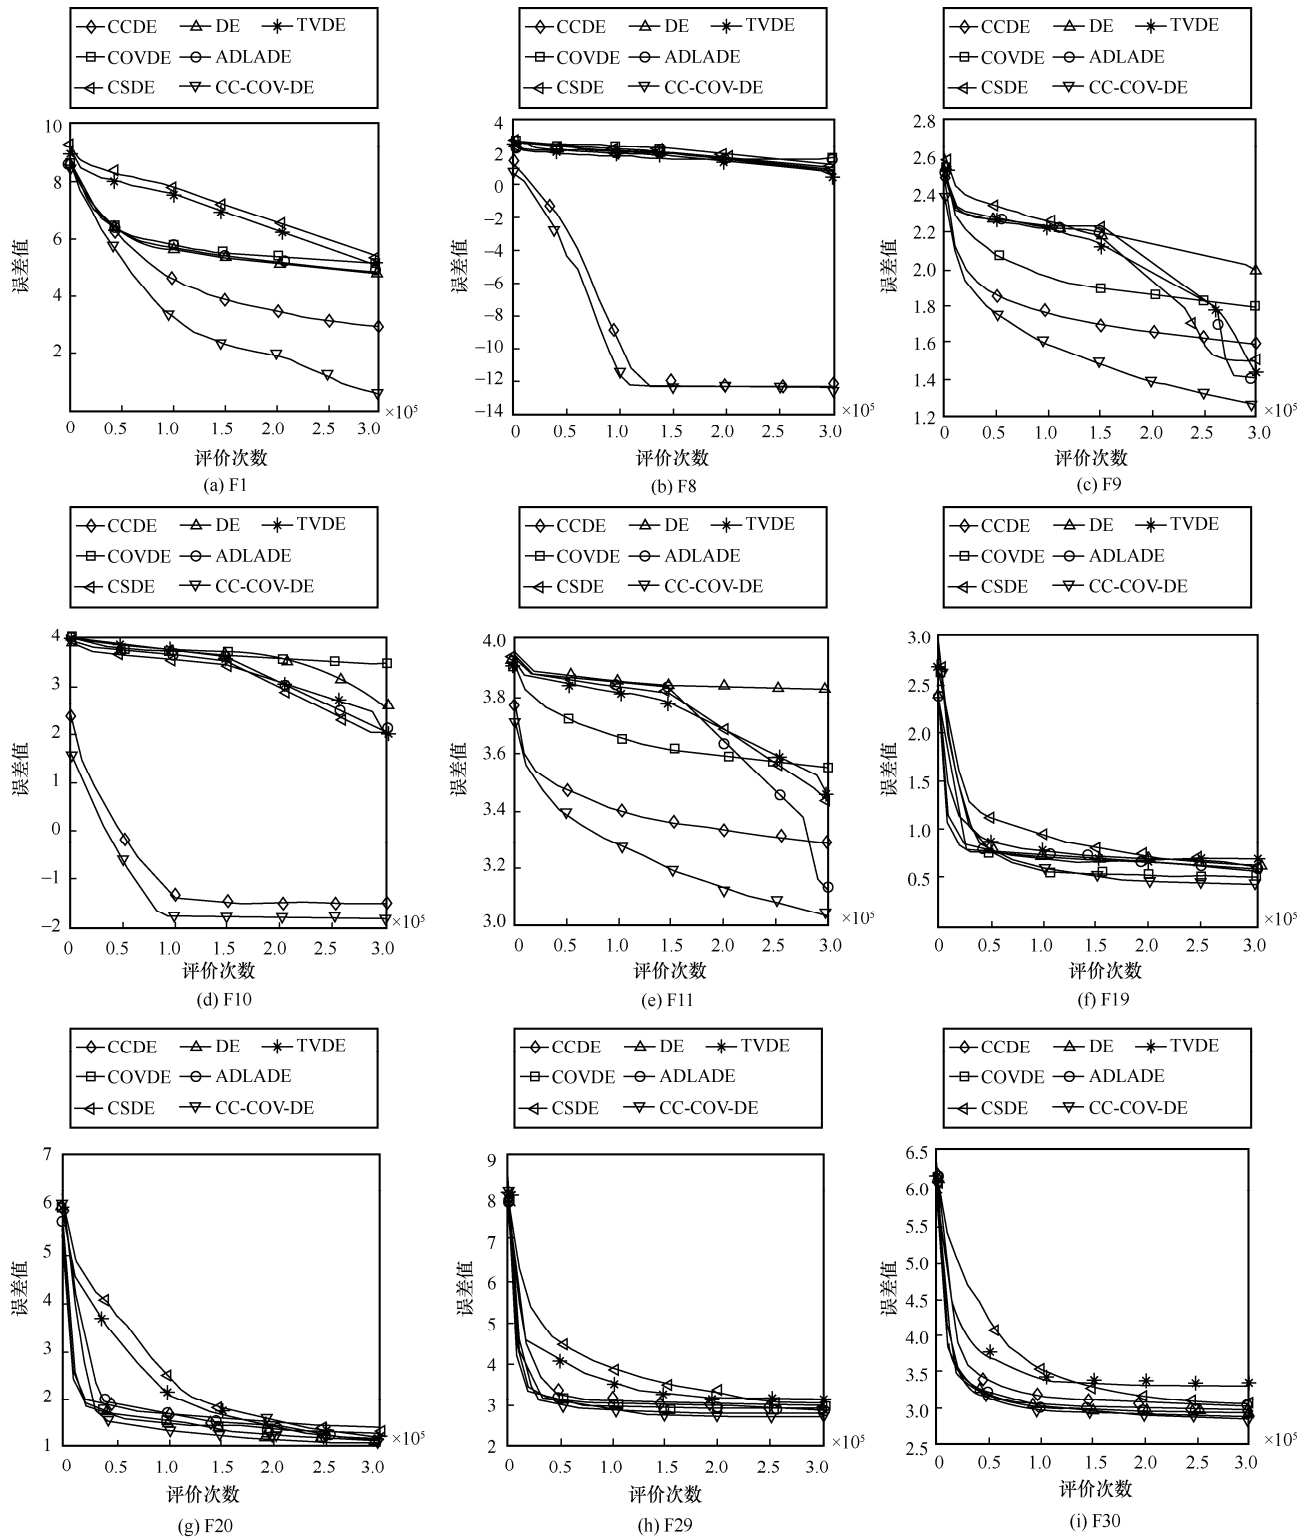 CCDE DE TVDE
COVDE ADLADE
CSDE CC-COV-DE
10
8
6
4
2
误差值
0 0.5 1.0 1.5 2.0 2.5 3.0
×10⁵
评价次数
(a) F1
CCDE DE TVDE
COVDE ADLADE
CSDE CC-COV-DE
4
2
0
−2
−4
−6
−8
−10
−12
−14
误差值
0 0.5 1.0 1.5 2.0 2.5 3.0
×10⁵
评价次数
(b) F8
CCDE DE TVDE
COVDE ADLADE
CSDE CC-COV-DE
2.8
2.6
2.4
2.2
2.0
1.8
1.6
1.4
1.2
误差值
0 0.5 1.0 1.5 2.0 2.5 3.0
×10⁵
评价次数
(c) F9
CCDE DE TVDE
COVDE ADLADE
CSDE CC-COV-DE
4
3
2
1
0
−1
−2
误差值
0 0.5 1.0 1.5 2.0 2.5 3.0
×10⁵
评价次数
(d) F10
CCDE DE TVDE
COVDE ADLADE
CSDE CC-COV-DE
4.0
3.8
3.6
3.4
3.2
3.0
误差值
0 0.5 1.0 1.5 2.0 2.5 3.0
×10⁵
评价次数
(e) F11
CCDE DE TVDE
COVDE ADLADE
CSDE CC-COV-DE
3.0
2.5
2.0
1.5
1.0
0.5
误差值
0 0.5 1.0 1.5 2.0 2.5 3.0
×10⁵
评价次数
(f) F19
CCDE DE TVDE
COVDE ADLADE
CSDE CC-COV-DE
7
6
5
4
3
2
1
误差值
0 0.5 1.0 1.5 2.0 2.5 3.0
×10⁵
评价次数
(g) F20
CCDE DE TVDE
COVDE ADLADE
CSDE CC-COV-DE
9
8
7
6
5
4
3
2
误差值
0 0.5 1.0 1.5 2.0 2.5 3.0
×10⁵
评价次数
(h) F29
CCDE DE TVDE
COVDE ADLADE
CSDE CC-COV-DE
6.5
6.0
5.5
5.0
4.5
4.0
3.5
3.0
2.5
误差值
0 0.5 1.0 1.5 2.0 2.5 3.0
×10⁵
评价次数
(i) F30